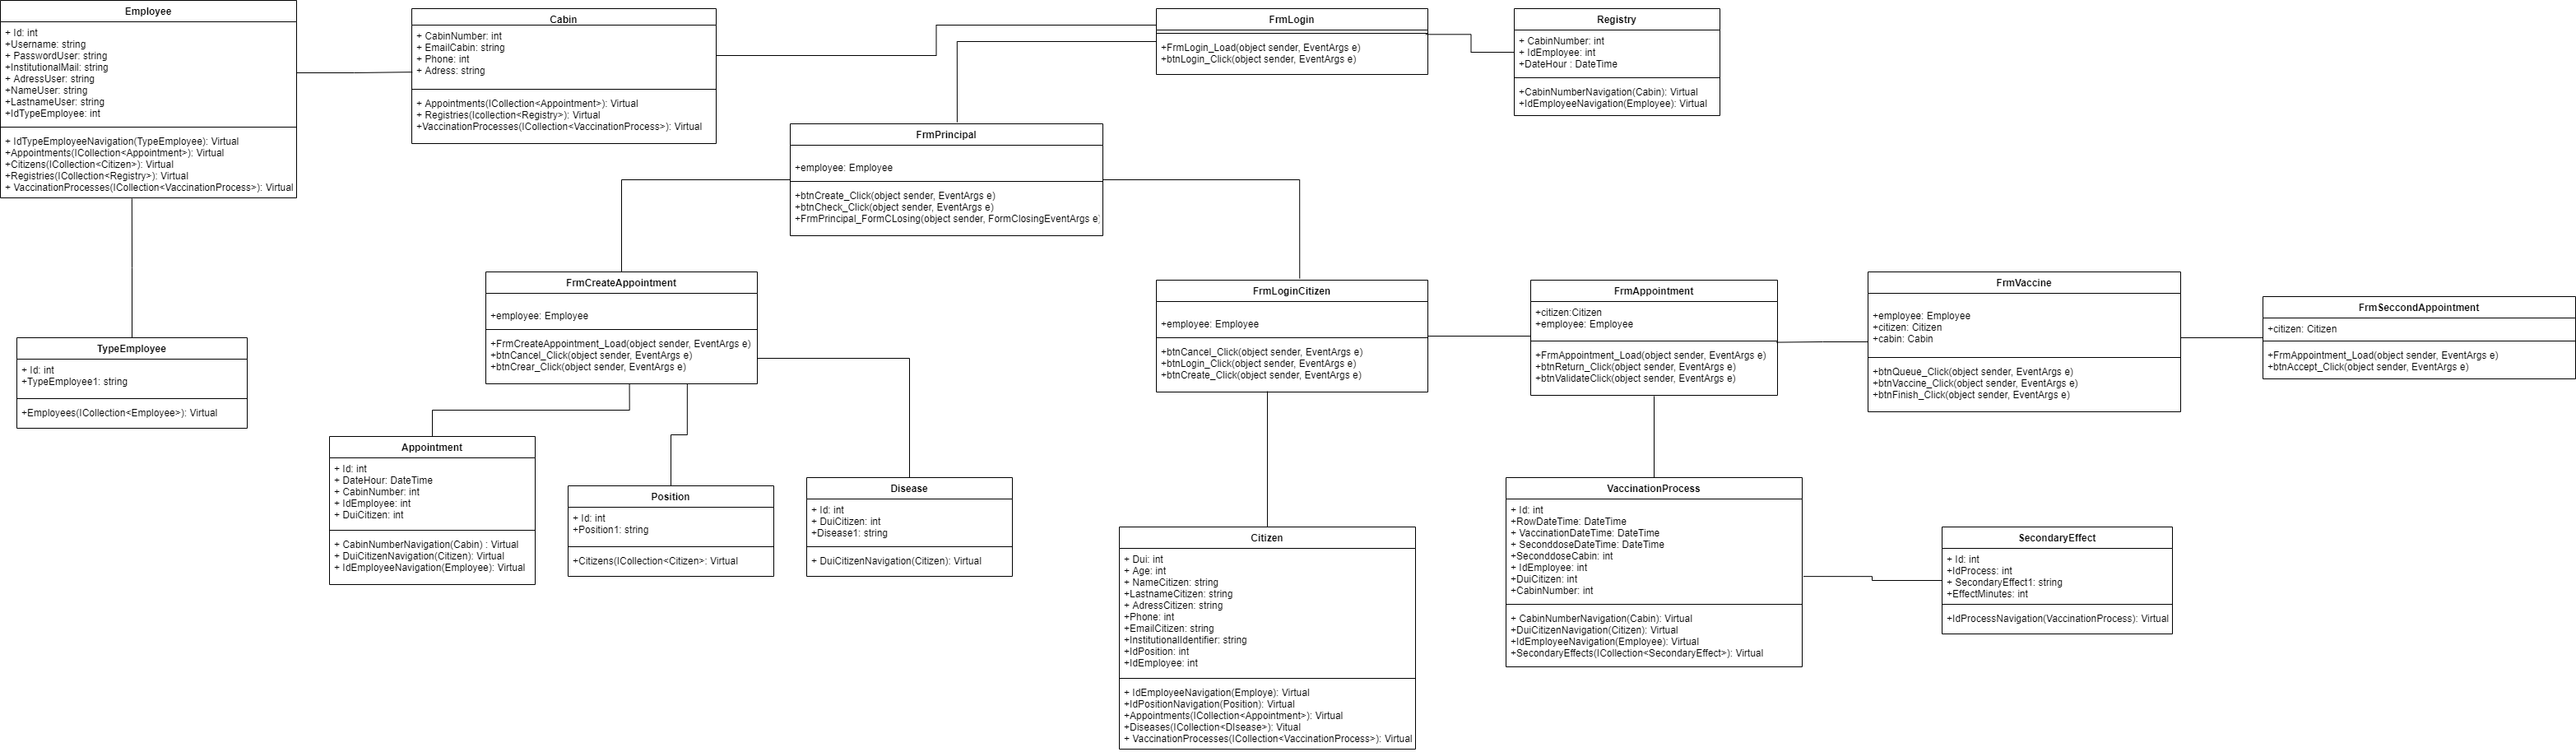 Employee
+ Id: int
+Username: string
+ PasswordUser: string
+InstitutionalMail: string
+ AdressUser: string
+NameUser: string
+LastnameUser: string
+IdTypeEmployee: int
+ IdTypeEmployeeNavigation(TypeEmployee): Virtual
+Appointments(ICollection<Appointment>): Virtual
+Citizens(ICollection<Citizen>): Virtual
+Registries(ICollection<Registry>): Virtual
+ VaccinationProcesses(ICollection<VaccinationProcess>): Virtual
Cabin
+ CabinNumber: int
+ EmailCabin: string
+ Phone: int
+ Adress: string
+ Appointments(ICollection<Appointment>): Virtual
+ Registries(Icollection<Registry>): Virtual
+VaccinationProcesses(ICollection<VaccinationProcess>): Virtual
FrmLogin
+FrmLogin_Load(object sender, EventArgs e)
+btnLogin_Click(object sender, EventArgs e)
Registry
+ CabinNumber: int
+ IdEmployee: int
+DateHour : DateTime
+CabinNumberNavigation(Cabin): Virtual
+IdEmployeeNavigation(Employee): Virtual
FrmPrincipal
+employee: Employee
+btnCreate_Click(object sender, EventArgs e)
+btnCheck_Click(object sender, EventArgs e)
+FrmPrincipal_FormCLosing(object sender, FormClosingEventArgs e)
FrmCreateAppointment
+employee: Employee
+FrmCreateAppointment_Load(object sender, EventArgs e)
+btnCancel_Click(object sender, EventArgs e)
+btnCrear_Click(object sender, EventArgs e)
FrmLoginCitizen
+employee: Employee
+btnCancel_Click(object sender, EventArgs e)
+btnLogin_Click(object sender, EventArgs e)
+btnCreate_Click(object sender, EventArgs e)
FrmAppointment
+citizen:Citizen
+employee: Employee
+FrmAppointment_Load(object sender, EventArgs e)
+btnReturn_Click(object sender, EventArgs e)
+btnValidateClick(object sender, EventArgs e)
FrmVaccine
+employee: Employee
+citizen: Citizen
+cabin: Cabin
+btnQueue_Click(object sender, EventArgs e)
+btnVaccine_Click(object sender, EventArgs e)
+btnFinish_Click(object sender, EventArgs e)
FrmSeccondAppointment
+citizen: Citizen
+FrmAppointment_Load(object sender, EventArgs e)
+btnAccept_Click(object sender, EventArgs e)
TypeEmployee
+ Id: int
+TypeEmployee1: string
+Employees(ICollection<Employee>): Virtual
Appointment
+ Id: int
+ DateHour: DateTime
+ CabinNumber: int
+ IdEmployee: int
+ DuiCitizen: int
+ CabinNumberNavigation(Cabin) : Virtual
+ DuiCitizenNavigation(Citizen): Virtual
+ IdEmployeeNavigation(Employee): Virtual
Position
+ Id: int
+Position1: string
+Citizens(ICollection<Citizen>: Virtual
Disease
+ Id: int
+ DuiCitizen: int
+Disease1: string
+ DuiCitizenNavigation(Citizen): Virtual
Citizen
+ Dui: int
+ Age: int
+ NameCitizen: string
+LastnameCitizen: string
+ AdressCitizen: string
+Phone: int
+EmailCitizen: string
+InstitutionalIdentifier: string
+IdPosition: int
+IdEmployee: int
+ IdEmployeeNavigation(Employe): Virtual
+IdPositionNavigation(Position): Virtual
+Appointments(ICollection<Appointment>): Virtual
+Diseases(ICollection<DIsease>): Vitual
+ VaccinationProcesses(ICollection<VaccinationProcess>): Virtual
VaccinationProcess
+ Id: int
+RowDateTime: DateTime
+ VaccinationDateTime: DateTime
+ SeconddoseDateTime: DateTime
+SeconddoseCabin: int
+ IdEmployee: int
+DuiCitizen: int
+CabinNumber: int
+ CabinNumberNavigation(Cabin): Virtual
+DuiCitizenNavigation(Citizen): Virtual
+IdEmployeeNavigation(Employee): Virtual
+SecondaryEffects(ICollection<SecondaryEffect>): Virtual
SecondaryEffect
+ Id: int
+IdProcess: int
+ SecondaryEffect1: string
+EffectMinutes: int
+IdProcessNavigation(VaccinationProcess): Virtual